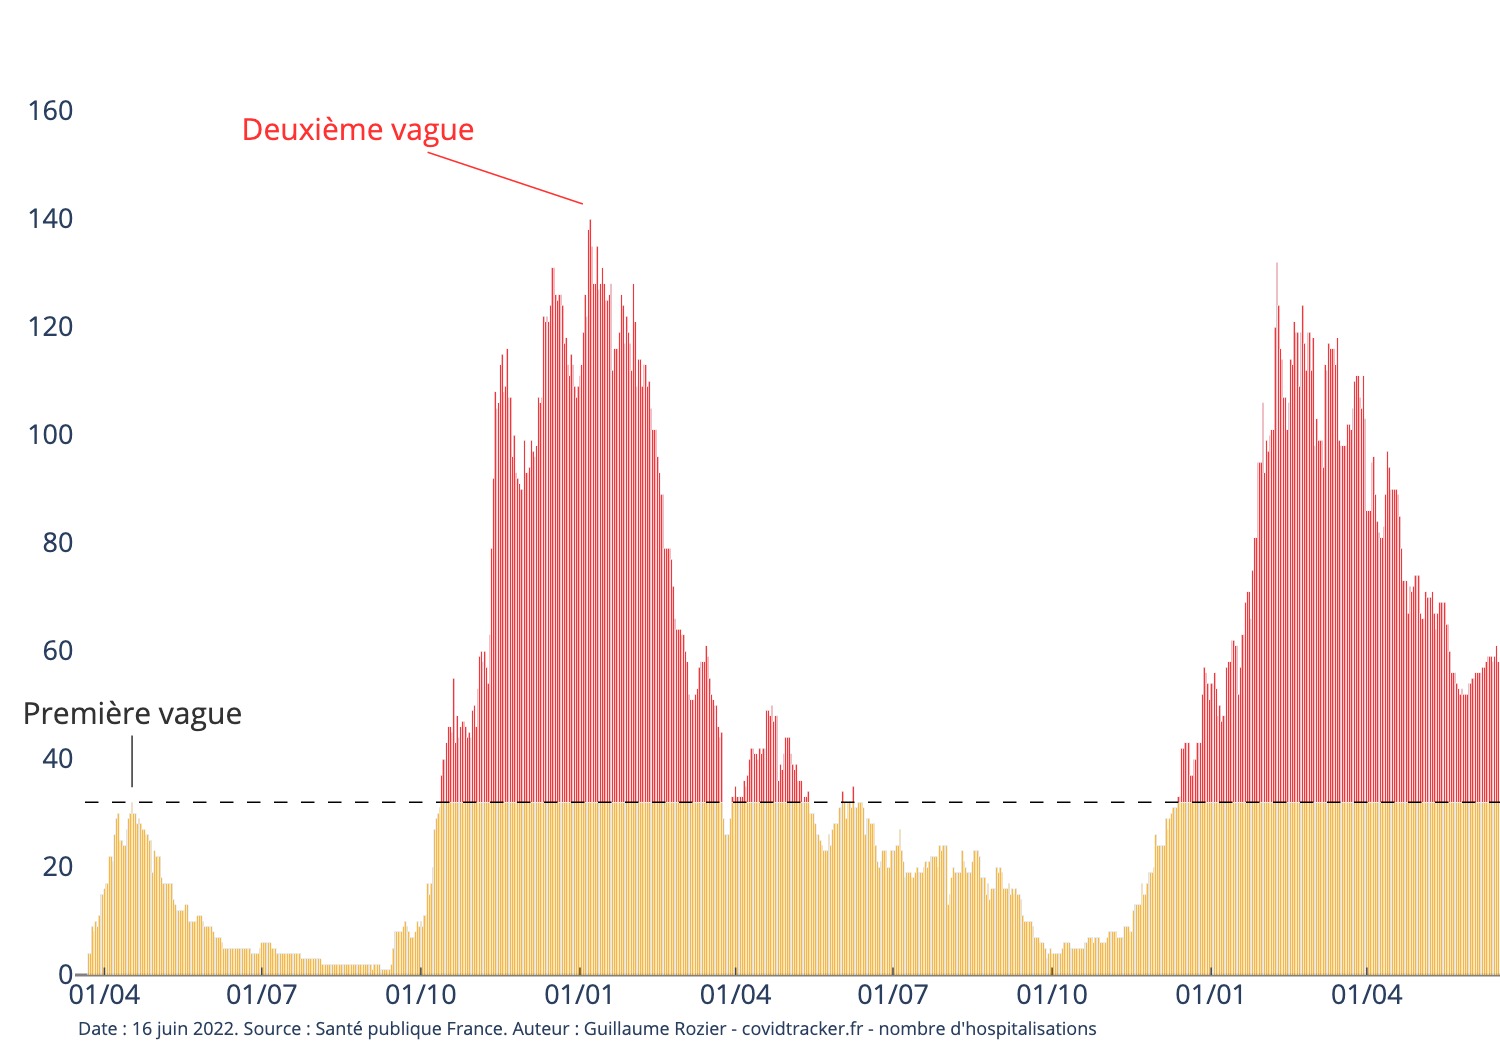 160
Deuxième vague
140
120
100
80
60
Première vague
40
20
0
01/04 01/07 01/10 01/01 01/04 01/07 01/10 01/01 01/04
Date : 16 juin 2022. Source : Santé publique France. Auteur : Guillaume Rozier - covidtracker.fr - nombre d'hospitalisations